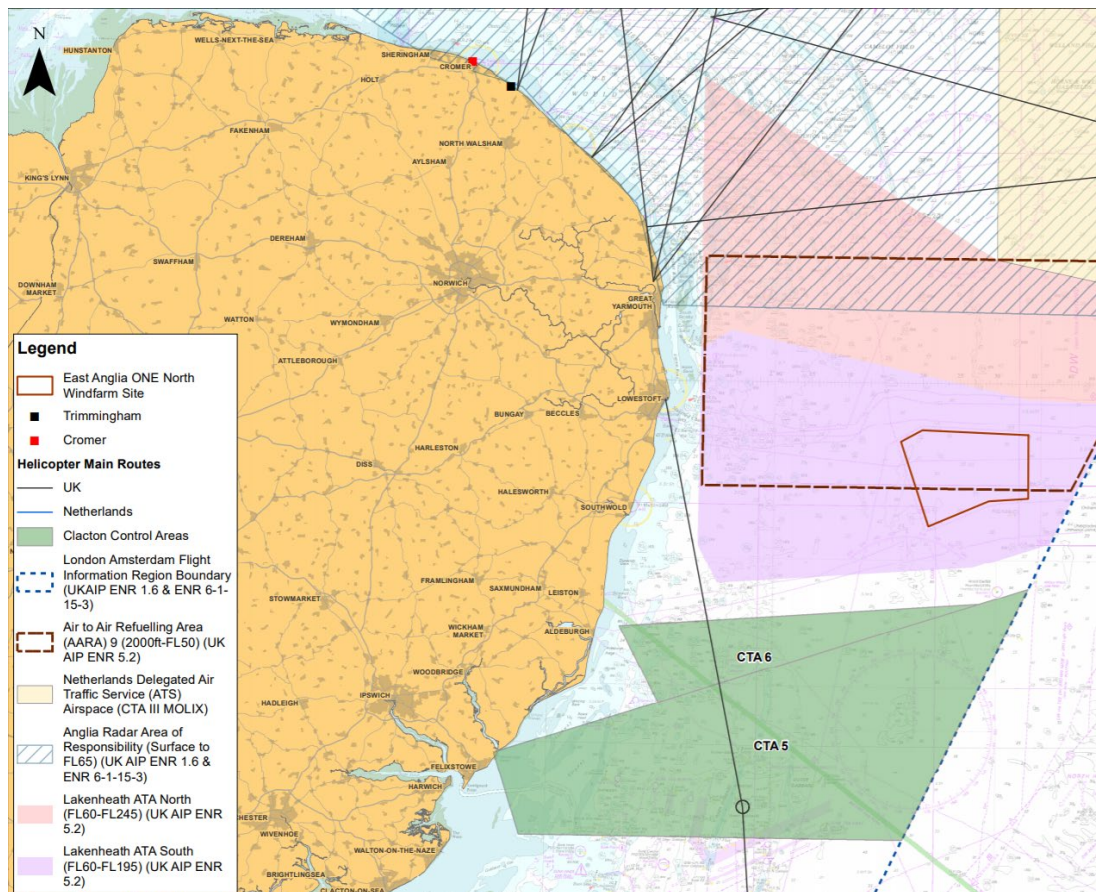 N
HUNSTANTON
WELLS-NEXT-THE-SEA
SHERINGHAM
CROMER
HOLT
FAKENHAM
NORTH WALSHAM
AYLSHAM
KING'S LYNN
DEREHAM
SWAFFHAM
DOWNHAM
MARKET
NORWICH
GREAT
YARMOUTH
WATTON
WYMONDHAM
ATTLEBOROUGH
LOWESTOFT
BUNGAY
BECCLES
HARLESTON
DISS
HALESWORTH
SOUTHWOLD
FRAMLINGHAM
SAXMUNDHAM
LEISTON
STOWMARKET
WICKHAM
MARKET
ALDEBURGH
WOODBRIDGE
IPSWICH
HADLEIGH
FELIXSTOWE
HARWICH
CHESTER
WIVENHOE
WALTON-ON-THE-NAZE
BRIGHTLINGSEA
CLACTON-ON-SEA
CTA 6
CTA 5
Legend
East Anglia ONE North
Windfarm Site
Trimmingham
Cromer
Helicopter Main Routes
UK
Netherlands
Clacton Control Areas
London Amsterdam Flight
Information Region Boundary
(UKAIP ENR 1.6 & ENR 6-1-
15-3)
Air to Air Refuelling Area
(AARA) 9 (2000ft-FL50) (UK
AIP ENR 5.2)
Netherlands Delegated Air
Traffic Service (ATS)
Airspace (CTA III MOLIX)
Anglia Radar Area of
Responsibility (Surface to
FL65) (UK AIP ENR 1.6 &
ENR 6-1-15-3)
Lakenheath ATA North
(FL60-FL245) (UK AIP ENR
5.2)
Lakenheath ATA South
(FL60-FL195) (UK AIP ENR
5.2)